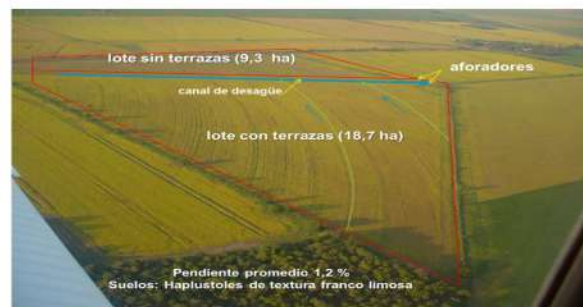 lote sin terrazas (9,3 ha)
aforadores
canal de desagüe
lote con terrazas (18,7 ha)
Pendiente promedio 1,2 %
Suelos: Haplustoles de textura franco limosa